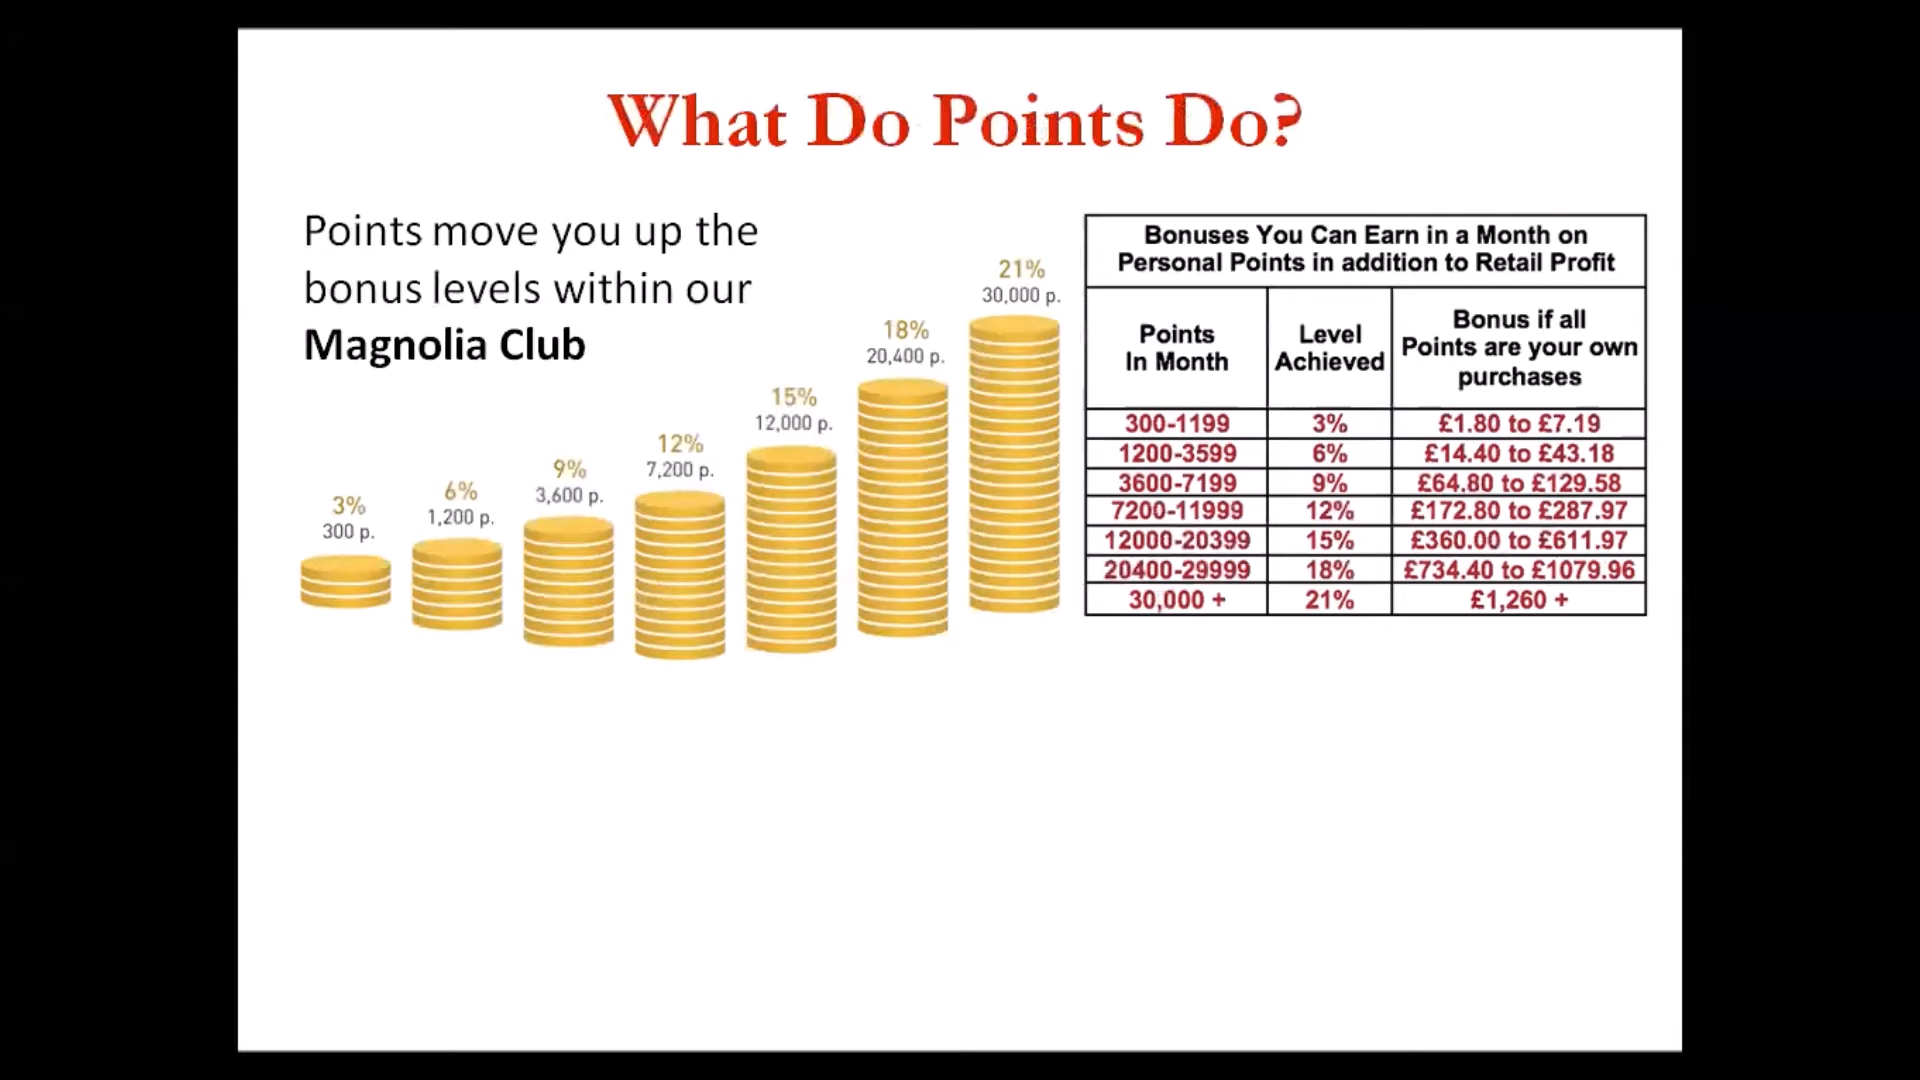 What Do Points Do?
Points move you up the
bonus levels within our
Magnolia Club
3%
300 p.
6%
1,200 p.
9%
3,600 p.
12%
7,200 p.
15%
12,000 p.
18%
20,400 p.
21%
30,000 p.
Bonuses You Can Earn in a Month on
Personal Points in addition to Retail Profit
Points
In Month
Level
Achieved
Bonus if all
Points are your own
purchases
300-1199 3% £1.80 to £7.19
1200-3599 6% £14.40 to £43.18
3600-7199 9% £64.80 to £129.58
7200-11999 12% £172.80 to £287.97
12000-20399 15% £360.00 to £611.97
20400-29999 18% £734.40 to £1079.96
30,000 + 21% £1,260 +